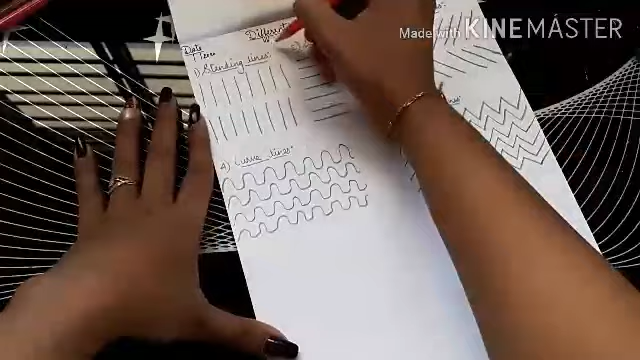 Made with KINEMASTER
Different
Date
1) Standing lines:
4) Curve lines: